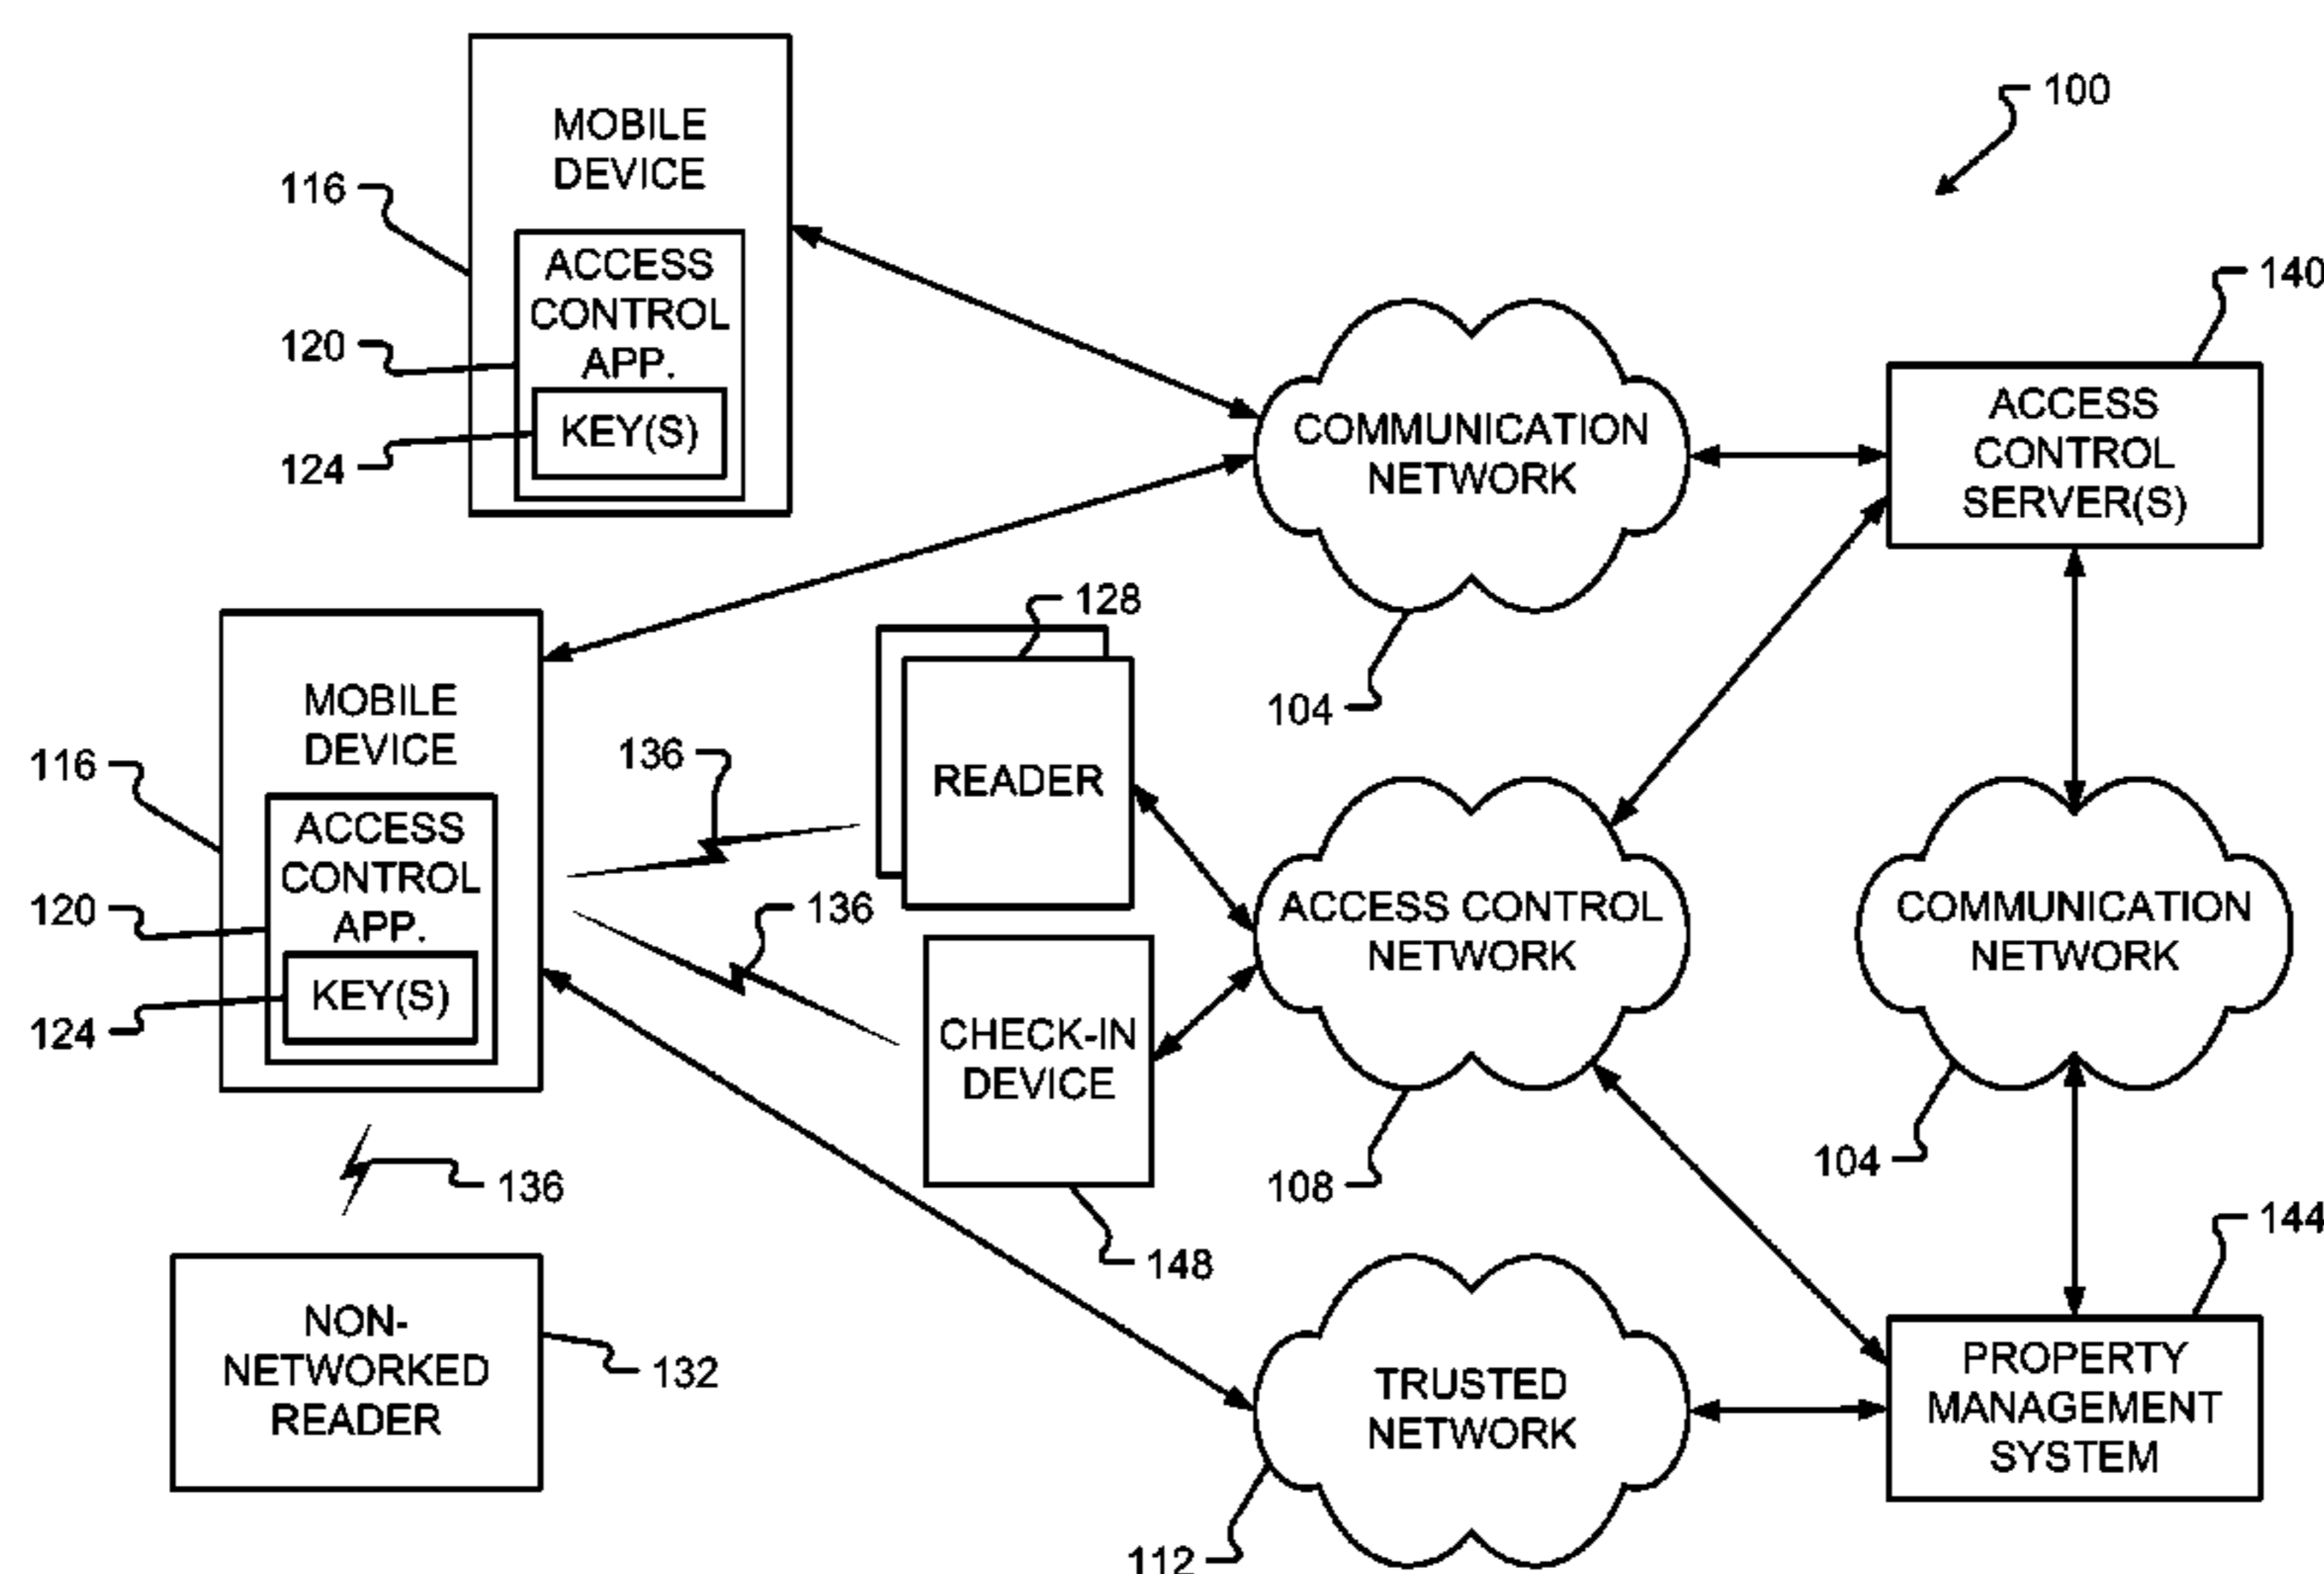 100
MOBILE
DEVICE
116
ACCESS
CONTROL
APP.
120
KEY(S)
124
COMMUNICATION
NETWORK
104
140
ACCESS
CONTROL
SERVER(S)
MOBILE
DEVICE
116
ACCESS
CONTROL
APP.
120
KEY(S)
124
136
128
READER
136
CHECK-IN
DEVICE
148
ACCESS CONTROL
NETWORK
108
COMMUNICATION
NETWORK
104
136
NON-
NETWORKED
READER
132
TRUSTED
NETWORK
112
144
PROPERTY
MANAGEMENT
SYSTEM